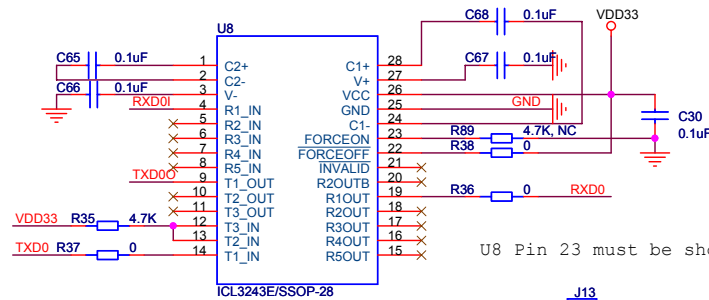 U8
C68 0.1uF VDD33
C65 0.1uF 1 C2+ C1+ 28 C67 0.1uF
2 C2- V+ 27
C66 0.1uF 3 V- VCC 26
RXD0I 4 R1_IN GND 25 GND
5 R2_IN C1- 24 C30
6 R3_IN FORCEON 23 R89 4.7K, NC 0.1uF
7 R4_IN FORCEOFF 22 R38 0
8 R5_IN INVALID 21
TXD0O 9 T1_OUT R2OUTB 20
10 T2_OUT R1OUT 19 R36 0 RXD0
11 T3_OUT R2OUT 18
VDD33 R35 4.7K 12 T3_IN R3OUT 17
13 T2_IN R4OUT 16
TXD0 R37 0 14 T1_IN R5OUT 15
U8 Pin 23 must be sho
ICL3243E/SSOP-28
J13